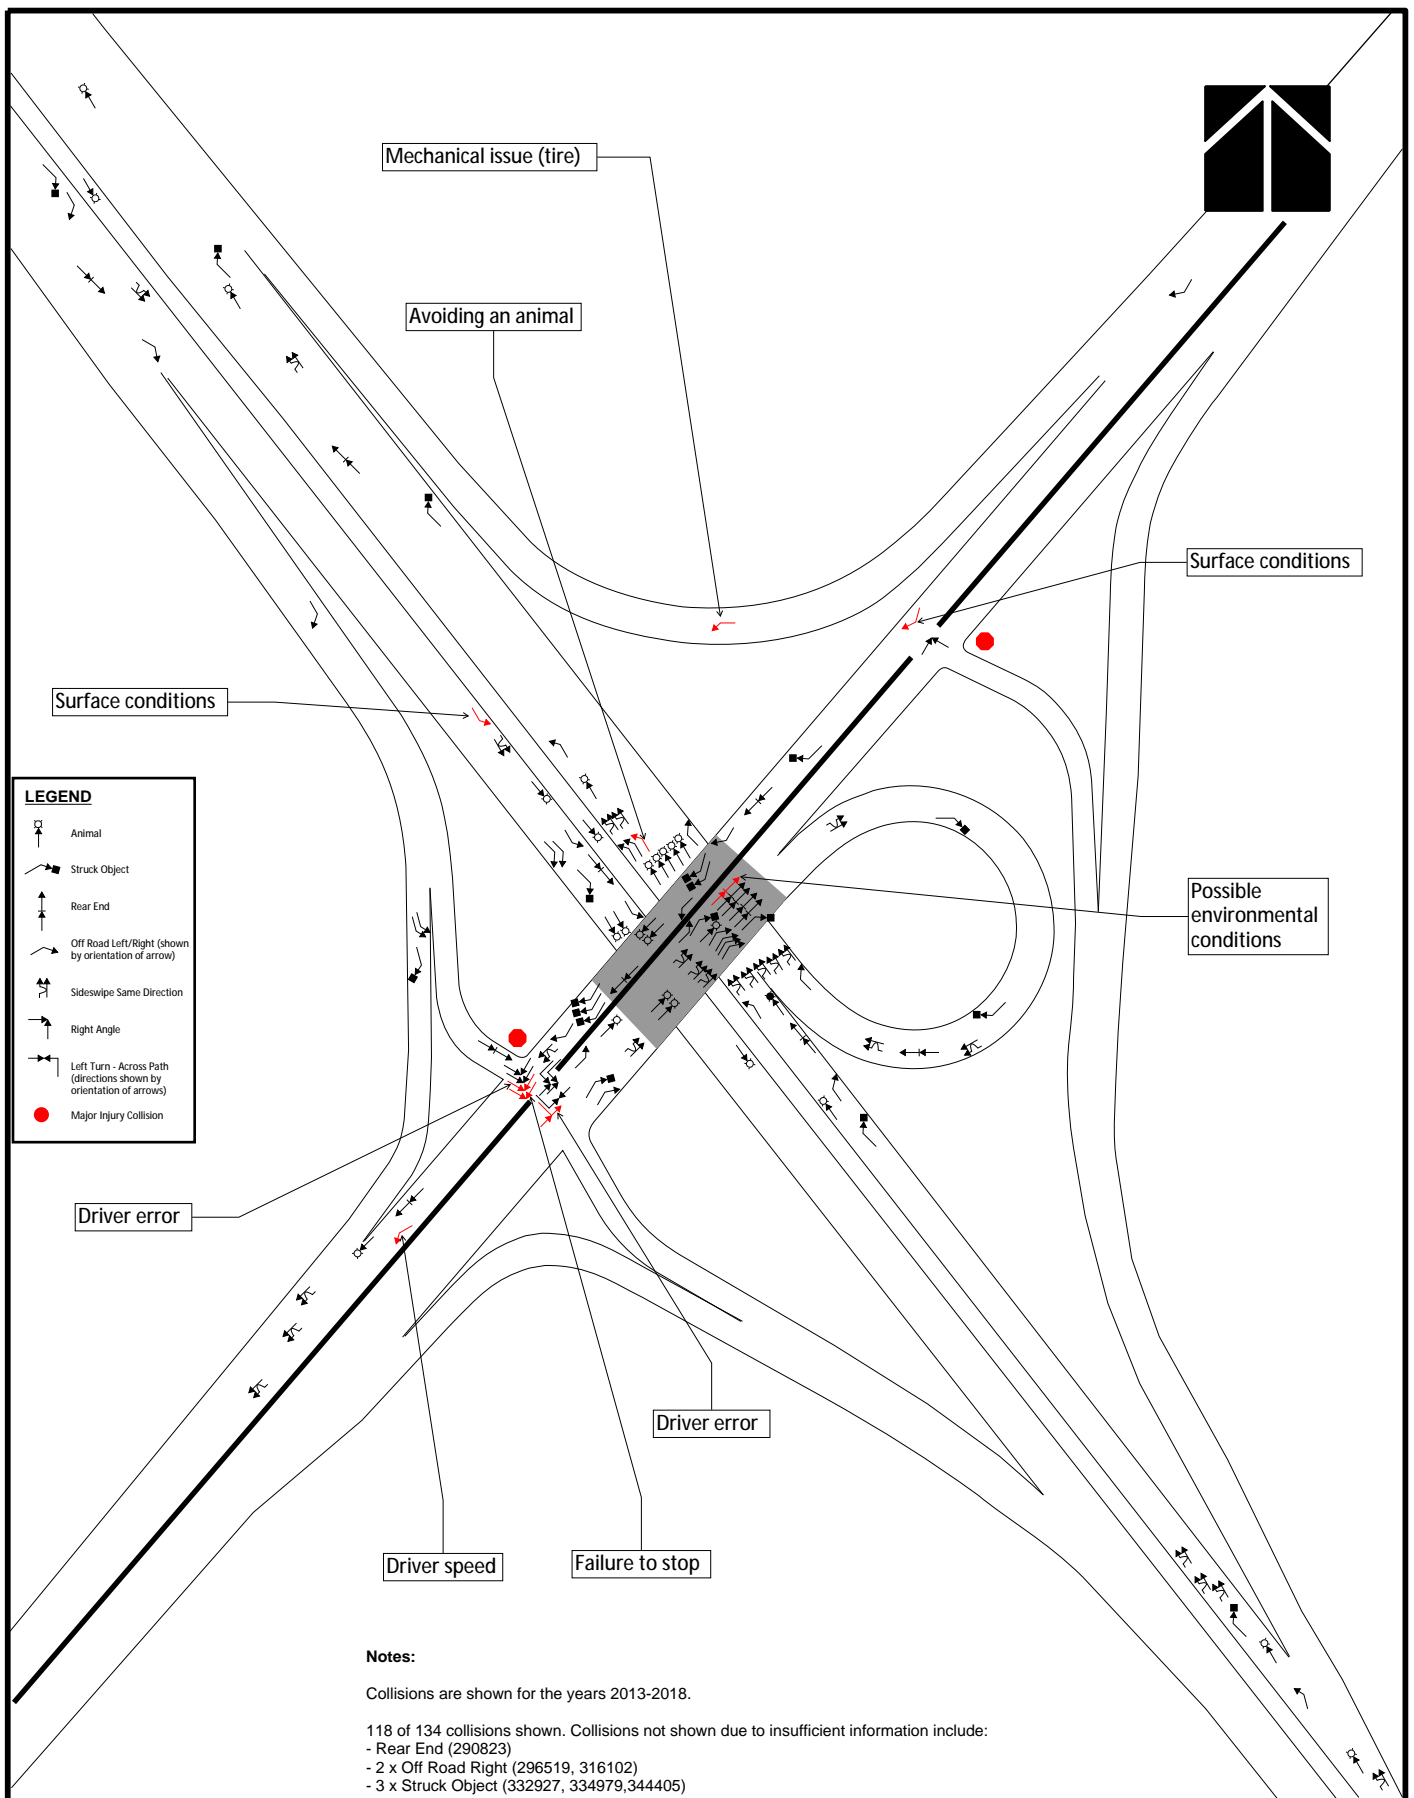 Mechanical issue (tire)
Avoiding an animal
Surface conditions
Surface conditions
LEGEND
Animal
Struck Object
Rear End
Off Road Left/Right (shown
by orientation of arrow)
Sideswipe Same Direction
Right Angle
Left Turn - Across Path
(directions shown by
orientation of arrows)
Major Injury Collision
Possible
environmental
conditions
Driver error
Driver error
Driver speed
Failure to stop
Notes:
Collisions are shown for the years 2013-2018.
118 of 134 collisions shown. Collisions not shown due to insufficient information include:
- Rear End (290823)
- 2 x Off Road Right (296519, 316102)
- 3 x Struck Object (332927, 334979,344405)